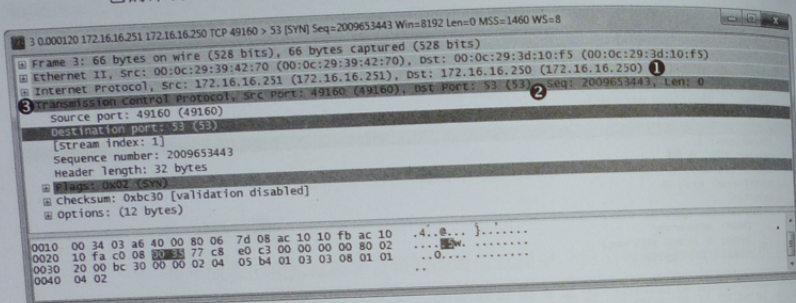 3 0.000120 172.16.16.251 172.16.16.250 TCP 49160 > 53 [SYN] Seq=2009653443 Win=8192 Len=0 MSS=1460 WS=8
Frame 3: 66 bytes on wire (528 bits), 66 bytes captured (528 bits)
Ethernet II, Src: 00:0c:29:39:42:70 (00:0c:29:39:42:70), Dst: 00:0c:29:3d:10:f5 (00:0c:29:3d:10:f5)
Internet Protocol, Src: 172.16.16.251 (172.16.16.251), Dst: 172.16.16.250 (172.16.16.250) ❶
❸ Transmission Control Protocol, Src Port: 49160 (49160), Dst Port: 53 (53), ❷ Seq: 2009653443, Len: 0
Source port: 49160 (49160)
Destination port: 53 (53)
[Stream index: 1]
Sequence number: 2009653443
Header length: 32 bytes
Flags: 0x02 (SYN)
Checksum: 0xbc30 [validation disabled]
Options: (12 bytes)
0010 00 34 03 a6 40 00 80 06 7d 08 ac 10 10 fb ac 10 .4..@... }.......
0020 10 fa c0 08 00 35 77 c8 e0 c3 00 00 00 00 80 02 .....5w. ........
0030 20 00 bc 30 00 00 02 04 05 b4 01 03 03 08 01 01 ..0..... ........
0040 04 02 ..